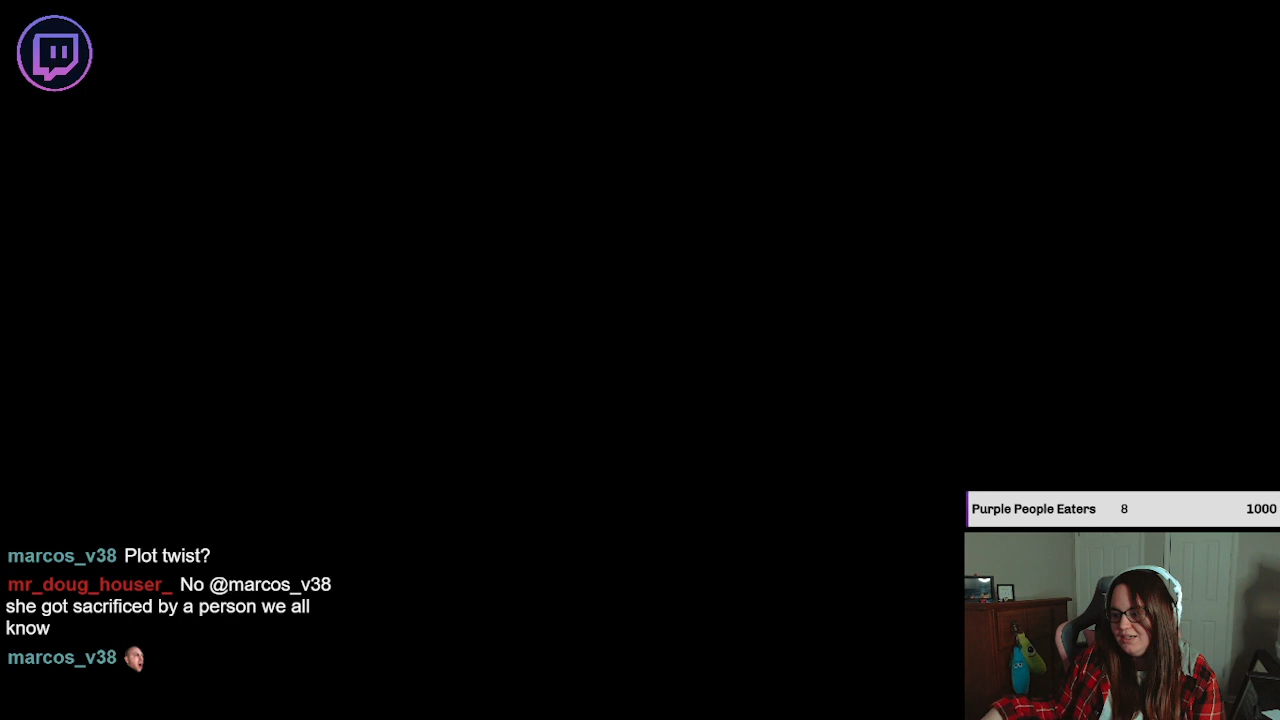 Purple People Eaters 8 1000
marcos_v38 Plot twist?
mr_doug_houser_ No @marcos_v38
she got sacrificed by a person we all
know
marcos_v38